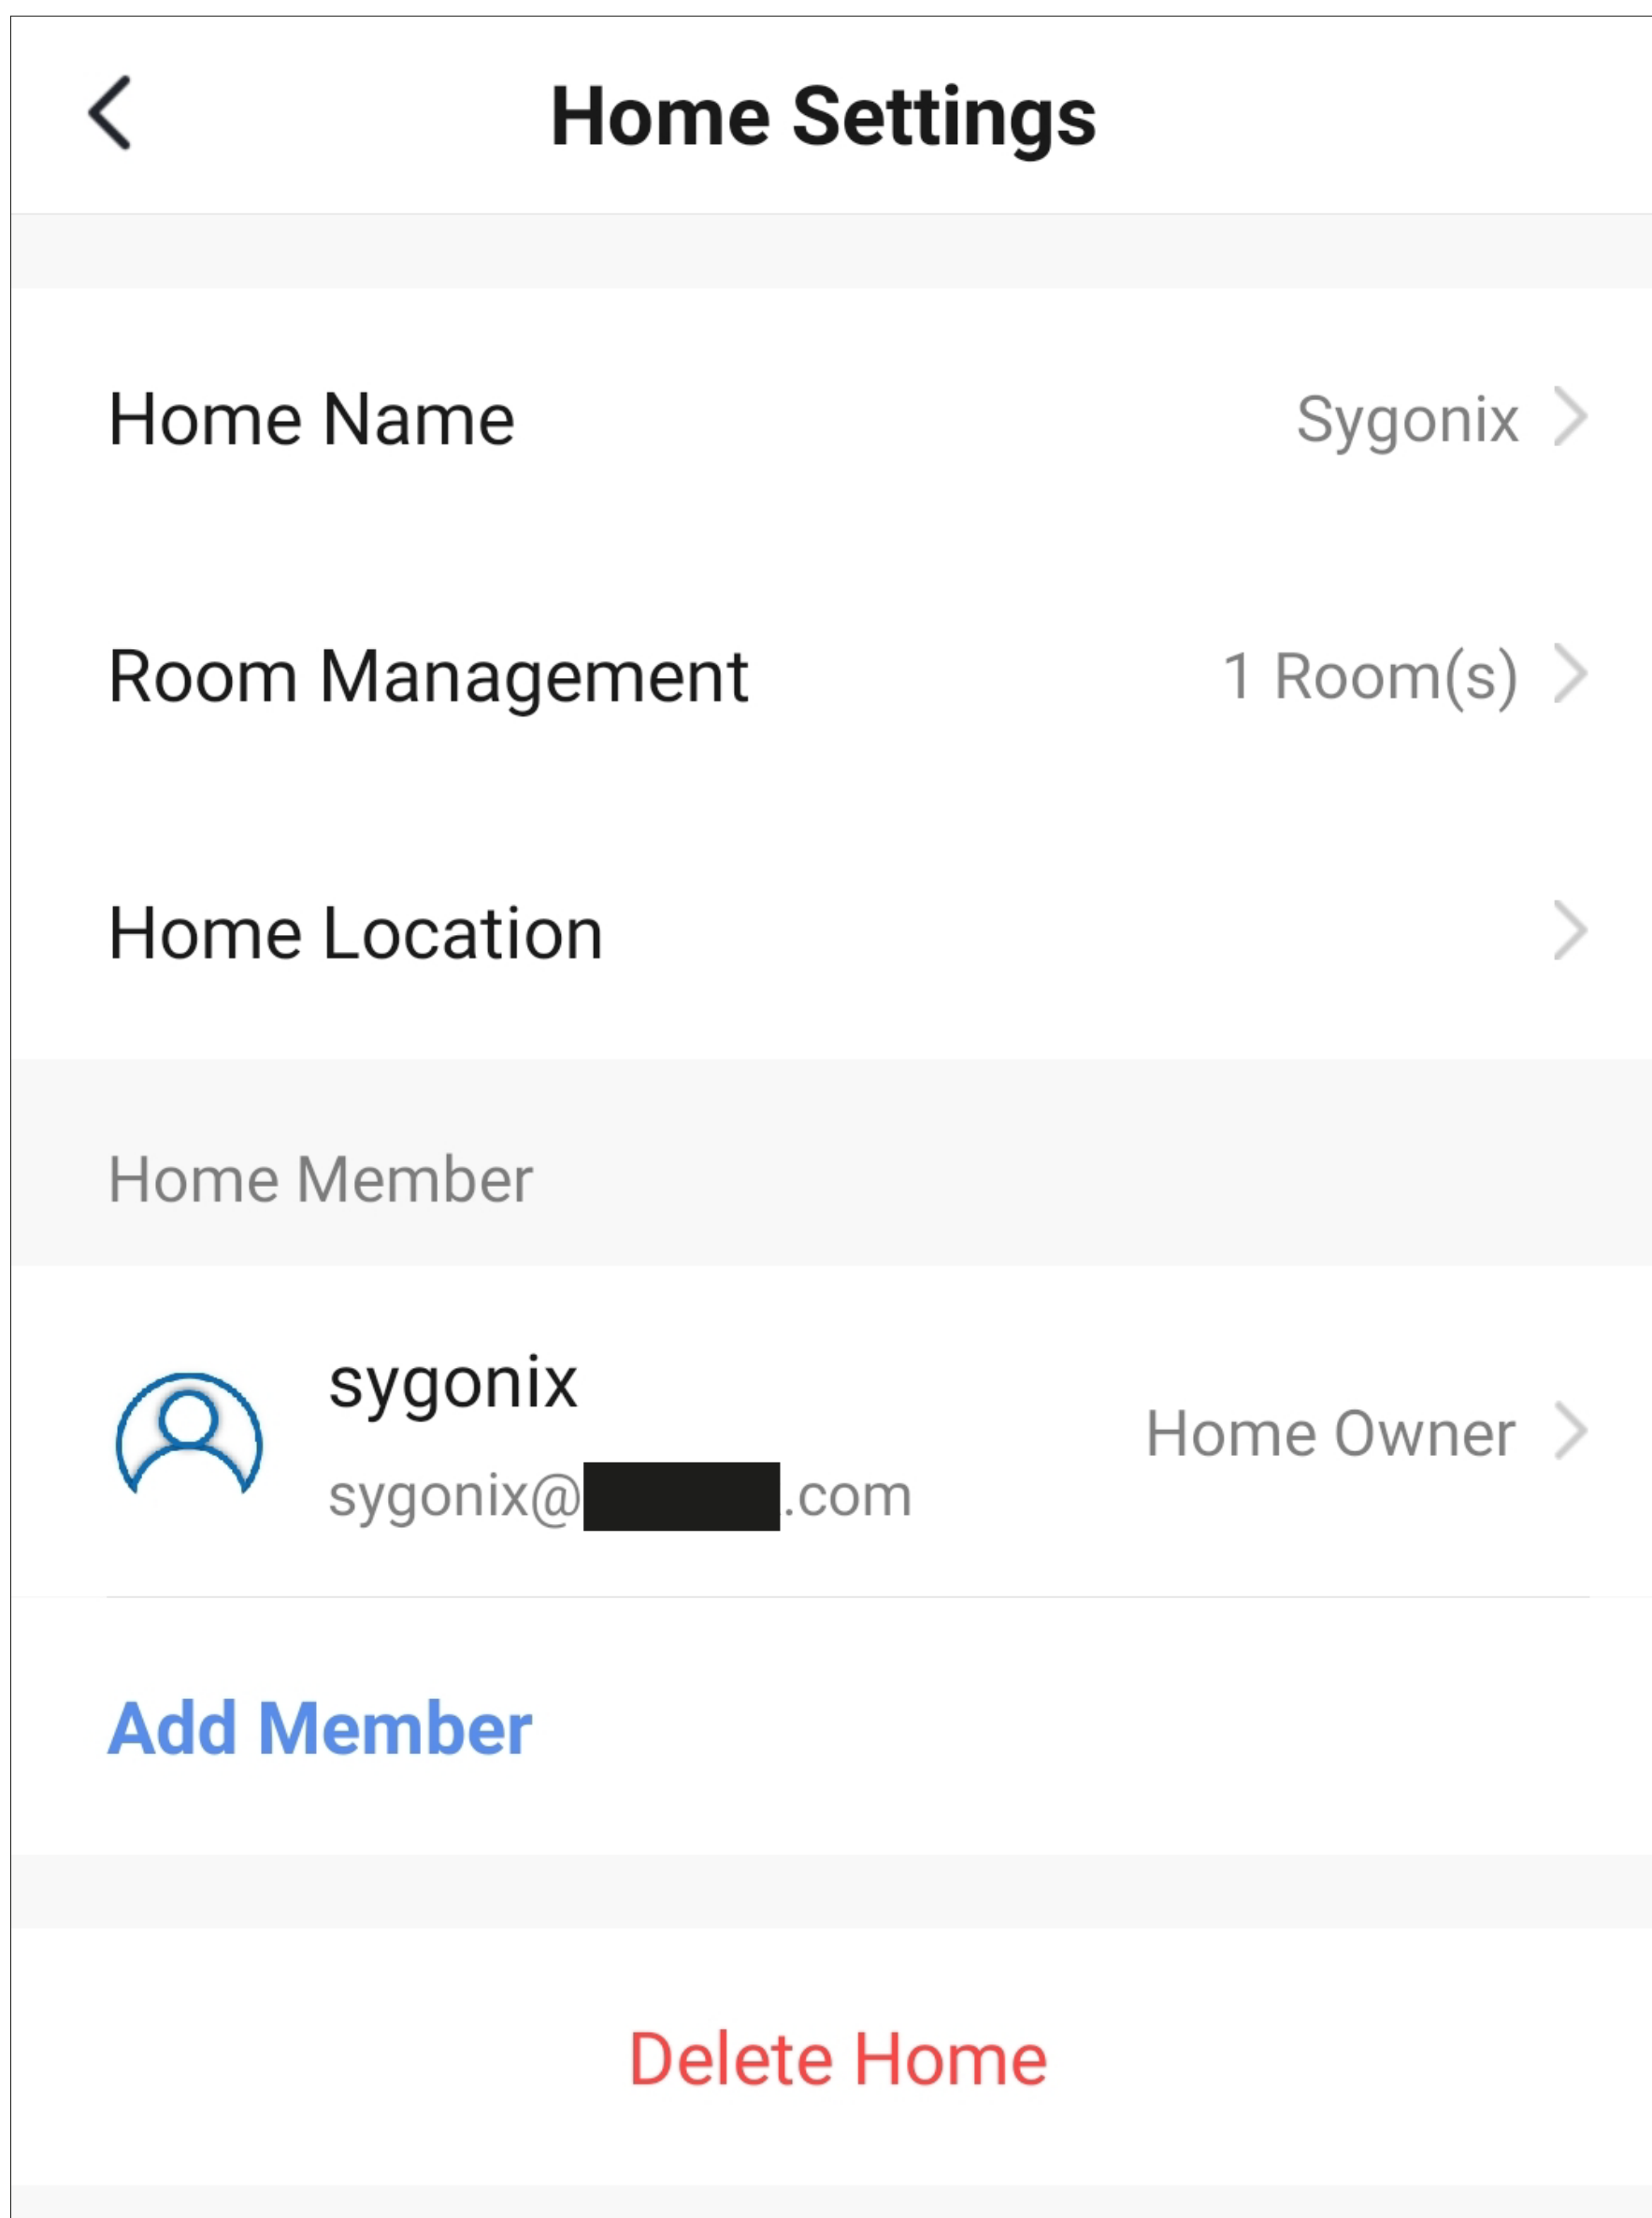 Home Settings
Home Name Sygonix
Room Management 1 Room(s)
Home Location
Home Member
sygonix
Home Owner
sygonix@ .com
Add Member
Delete Home